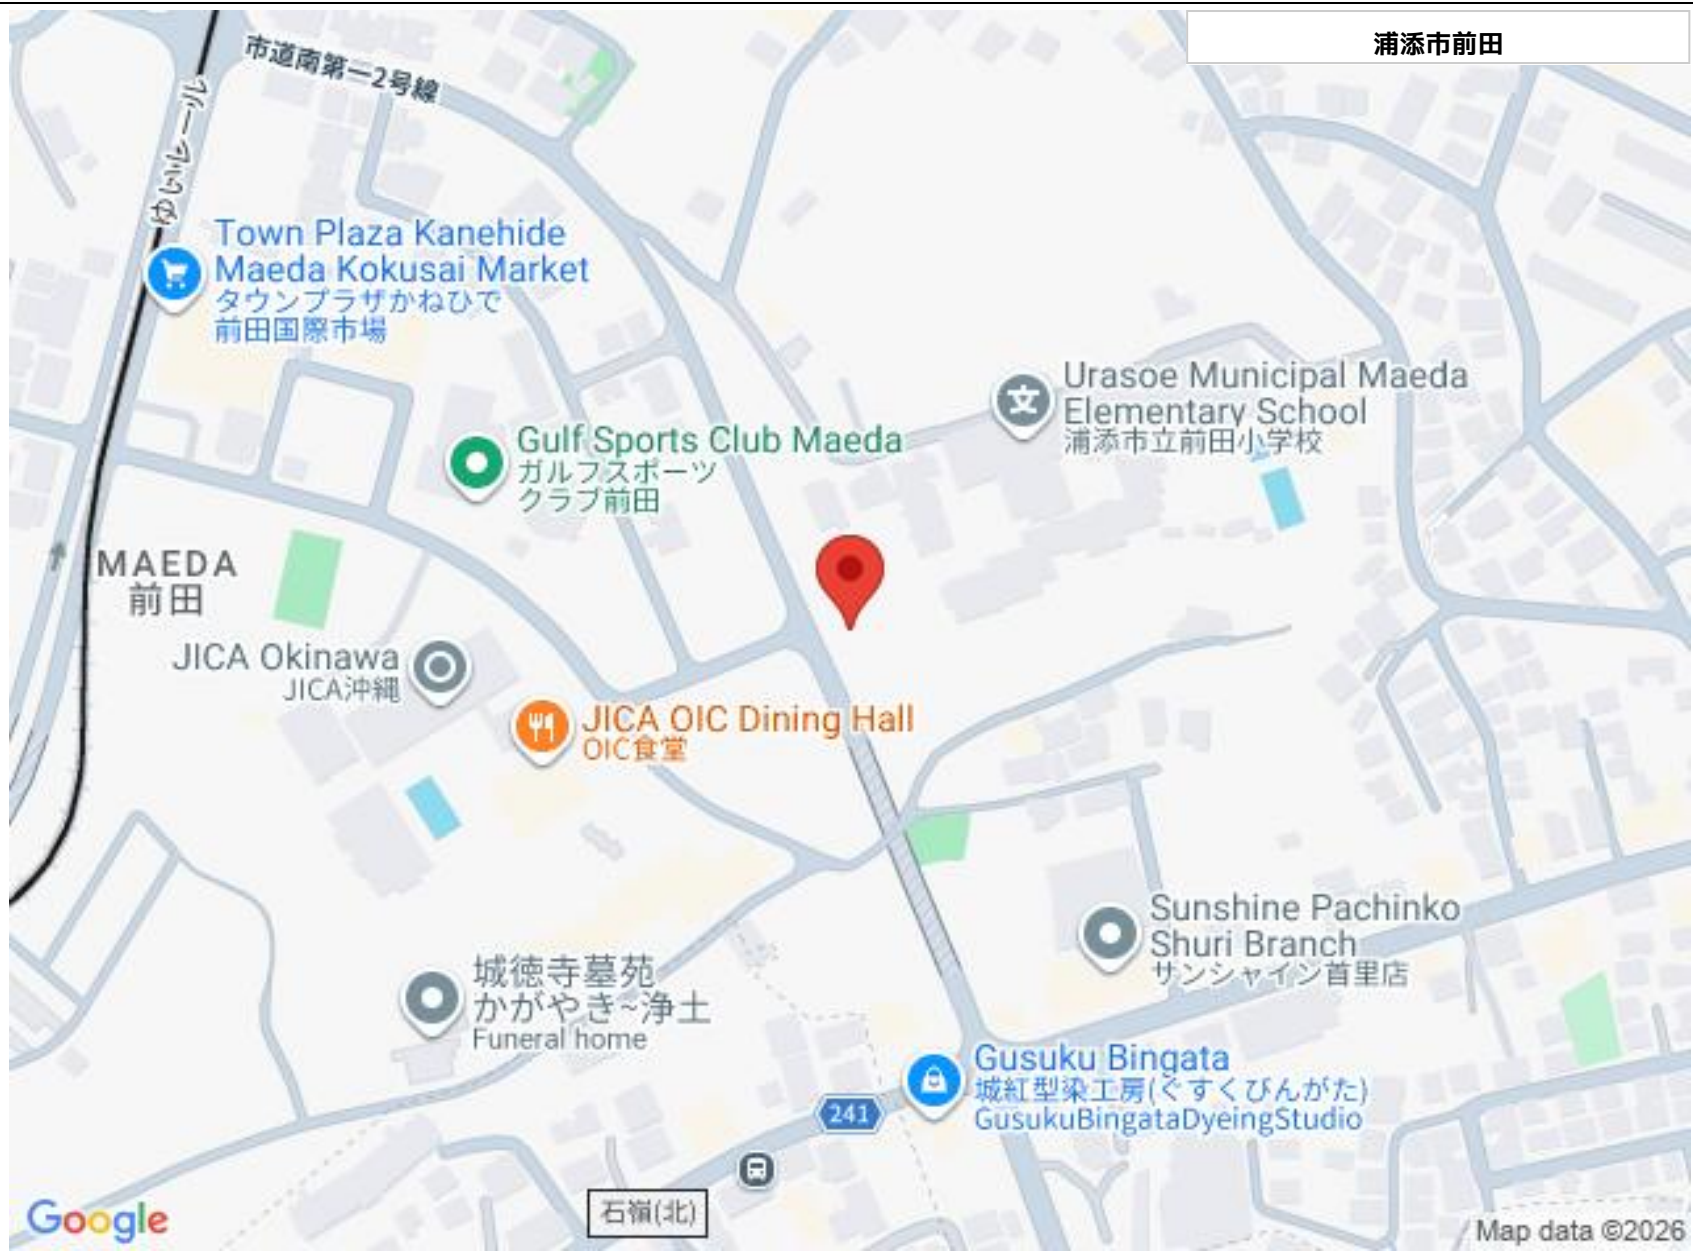 浦添市前田
市道南第一2号線
ゆいレール
Town Plaza Kanehide
Maeda Kokusai Market
タウンプラザかねひで
前田国際市場
Urasoe Municipal Maeda
Elementary School
浦添市立前田小学校
Gulf Sports Club Maeda
ガルフスポーツ
クラブ前田
MAEDA
前田
JICA Okinawa
JICA沖縄
JICA OIC Dining Hall
OIC食堂
Sunshine Pachinko
Shuri Branch
サンシャイン首里店
城徳寺墓苑
かがやき~浄土
Funeral home
Gusuku Bingata
城紅型染工房(ぐすくびんがた)
GusukuBingataDyeingStudio
241
石嶺(北)
Google
Map data ©2026